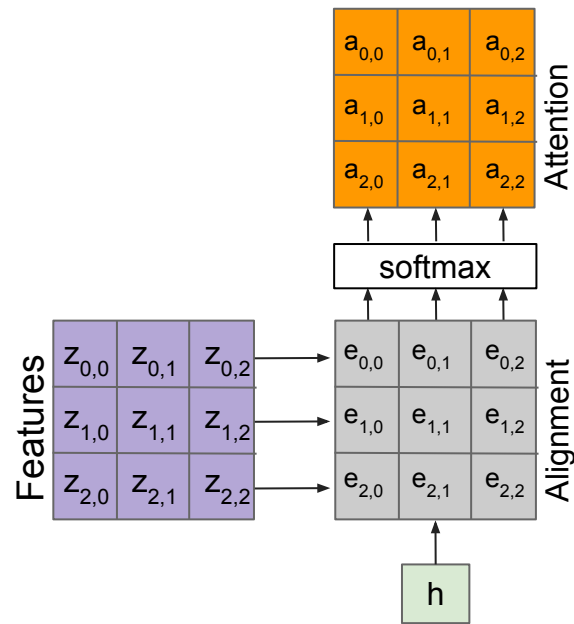 a0,0 a0,1 a0,2
a1,0 a1,1 a1,2
a2,0 a2,1 a2,2
Attention
softmax
Features
z0,0 z0,1 z0,2
z1,0 z1,1 z1,2
z2,0 z2,1 z2,2
e0,0 e0,1 e0,2
e1,0 e1,1 e1,2
e2,0 e2,1 e2,2
Alignment
h